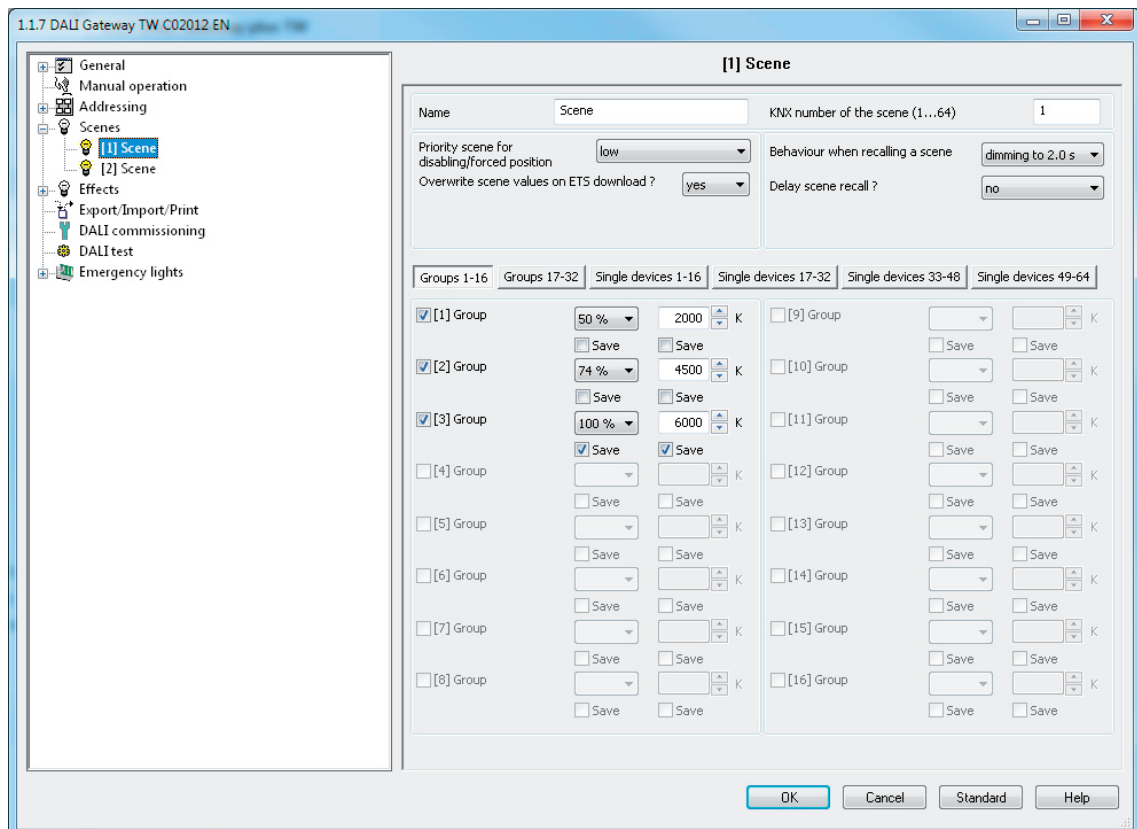 1.1.7 DALI Gateway TW C02012 EN
General
Manual operation
Addressing
Scenes
[1] Scene
[2] Scene
Effects
Export/Import/Print
DALI commissioning
DALI test
Emergency lights
[1] Scene
Name Scene KNX number of the scene (1...64) 1
Priority scene for
disabling/forced position low
Behaviour when recalling a scene dimming to 2.0 s
Overwrite scene values on ETS download ? yes
Delay scene recall ? no
Groups 1-16 Groups 17-32 Single devices 1-16 Single devices 17-32 Single devices 33-48 Single devices 49-64
[1] Group 50 % 2000 K [9] Group K
Save Save Save Save
[2] Group 74 % 4500 K [10] Group K
Save Save Save Save
[3] Group 100 % 6000 K [11] Group K
Save Save Save Save
[4] Group K [12] Group K
Save Save Save Save
[5] Group K [13] Group K
Save Save Save Save
[6] Group K [14] Group K
Save Save Save Save
[7] Group K [15] Group K
Save Save Save Save
[8] Group K [16] Group K
Save Save Save Save
OK Cancel Standard Help